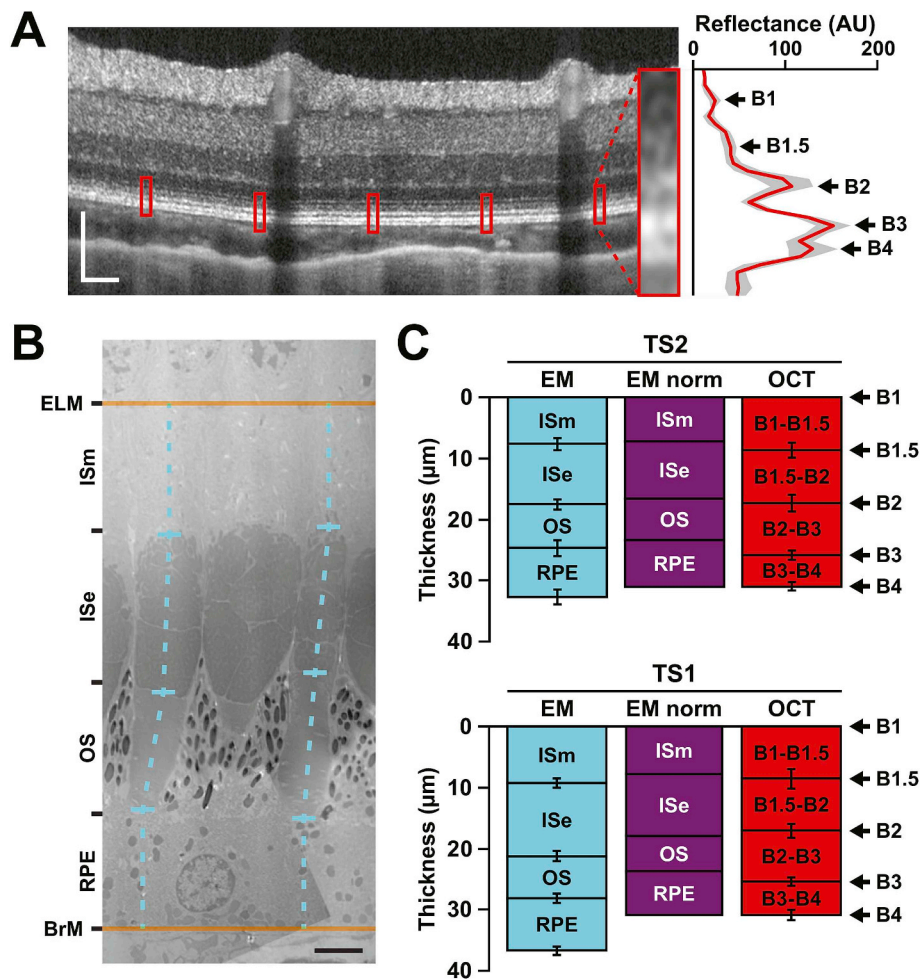 A
Reflectance (AU)
0 100 200
B1
B1.5
B2
B3
B4
B
ELM
ISm
ISe
OS
RPE
BrM
C
TS2
EM EM norm OCT
Thickness (µm)
0
10
20
30
40
ISm ISm B1-B1.5
ISe ISe B1.5-B2
OS OS B2-B3
RPE RPE B3-B4
B1
B1.5
B2
B3
B4
TS1
EM EM norm OCT
Thickness (µm)
0
10
20
30
40
ISm ISm B1-B1.5
ISe ISe B1.5-B2
OS OS B2-B3
RPE RPE B3-B4
B1
B1.5
B2
B3
B4